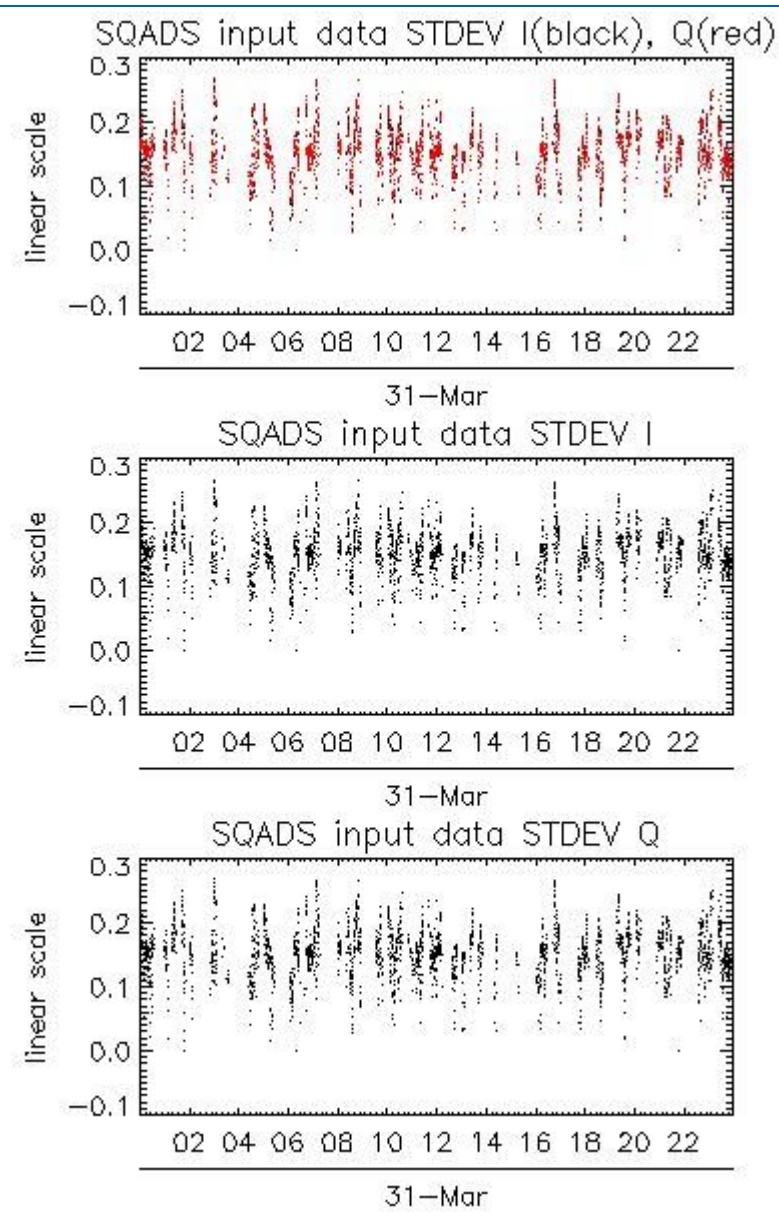 SQADS input data STDEV I(black), Q(red)
0.3
0.2
0.1
0.0
−0.1
linear scale
02 04 06 08 10 12 14 16 18 20 22
31−Mar
SQADS input data STDEV I
0.3
0.2
0.1
0.0
−0.1
linear scale
02 04 06 08 10 12 14 16 18 20 22
31−Mar
SQADS input data STDEV Q
0.3
0.2
0.1
0.0
−0.1
linear scale
02 04 06 08 10 12 14 16 18 20 22
31−Mar